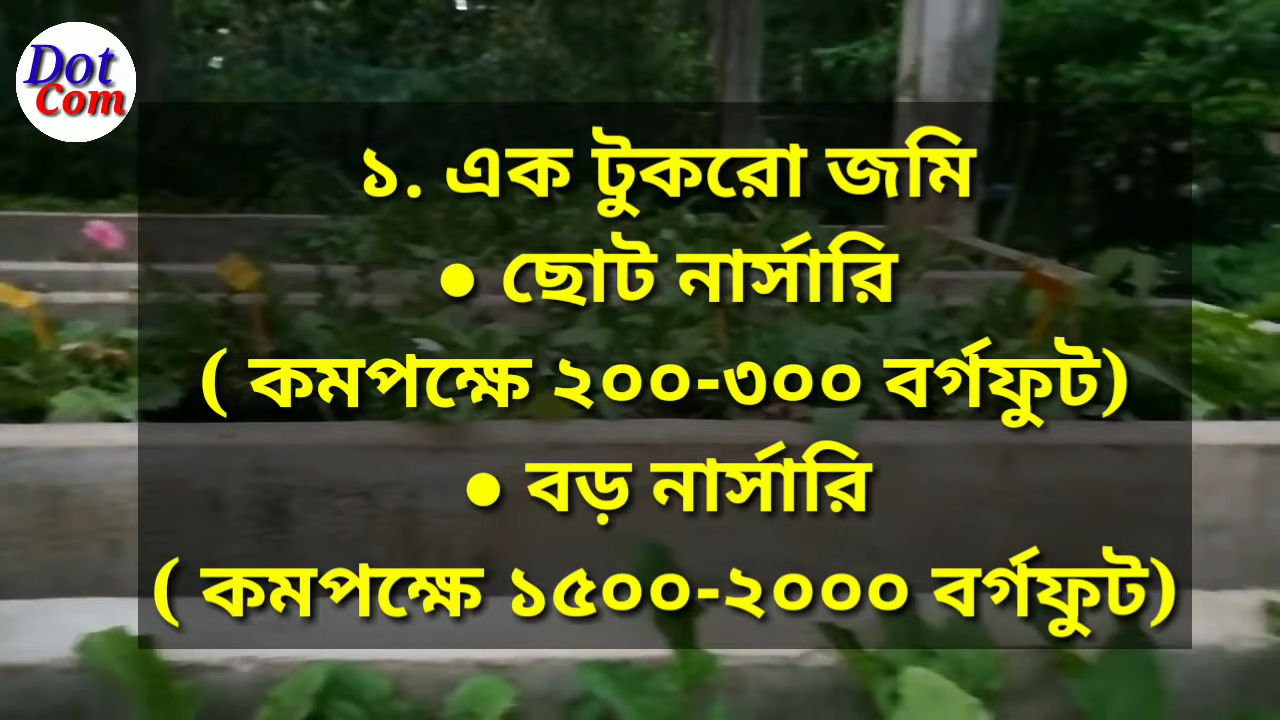 Dot
Com
১. এক টুকরো জমি
● ছোট নার্সারি
( কমপক্ষে ২০০-৩০০ বর্গফুট)
● বড় নার্সারি
( কমপক্ষে ১৫০০-২০০০ বর্গফুট)